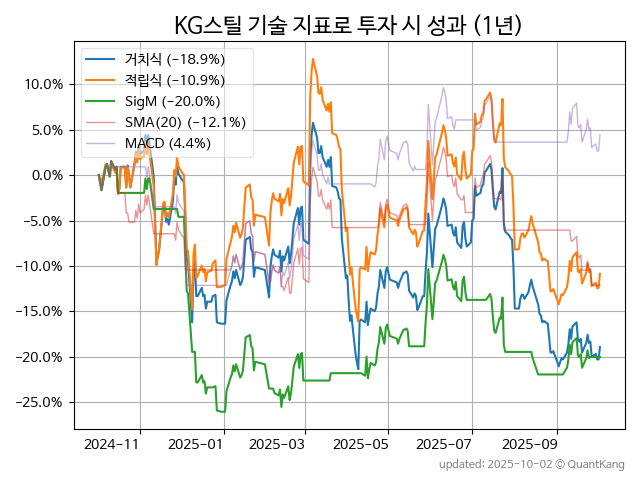 KG스틸 기술 지표로 투자 시 성과 (1년)
거치식 (−18.9%)
적립식 (−10.9%)
SigM (−20.0%)
SMA(20) (−12.1%)
MACD (4.4%)
10.0%
5.0%
0.0%
−5.0%
−10.0%
−15.0%
−20.0%
−25.0%
2024-11 2025-01 2025-03 2025-05 2025-07 2025-09
updated: 2025-10-02 © QuantKang